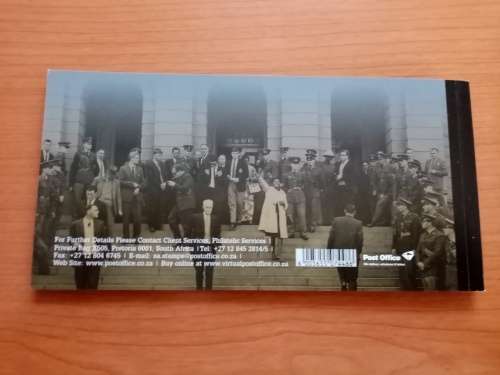 For Further Details Please Contact Client Services, Philatelic Services |
Private Bag X505, Pretoria 0001, South Africa | Tel: +27 12 845 2814/5 |
Fax: +27 12 804 6745 | E-mail: sa.stamps@postoffice.co.za
Web Site: www.postoffice.co.za | Buy online at www.virtualpostoffice.co.za
Post Office